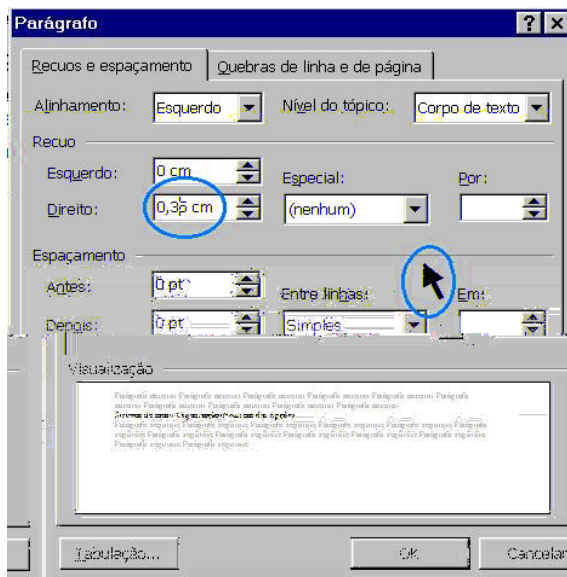 Parágrafo
Recuos e espaçamento Quebras de linha e de página
Alinhamento: Esquerdo Nível do tópico: Corpo de texto
Recuo
Esquerdo: 0 cm Especial: Por:
Direito: 0,35 cm (nenhum)
Espaçamento
Antes: 0 pt Entre linhas: Em:
Depois: 0 pt Simples
Visualização
Tabulação... OK Cancelar